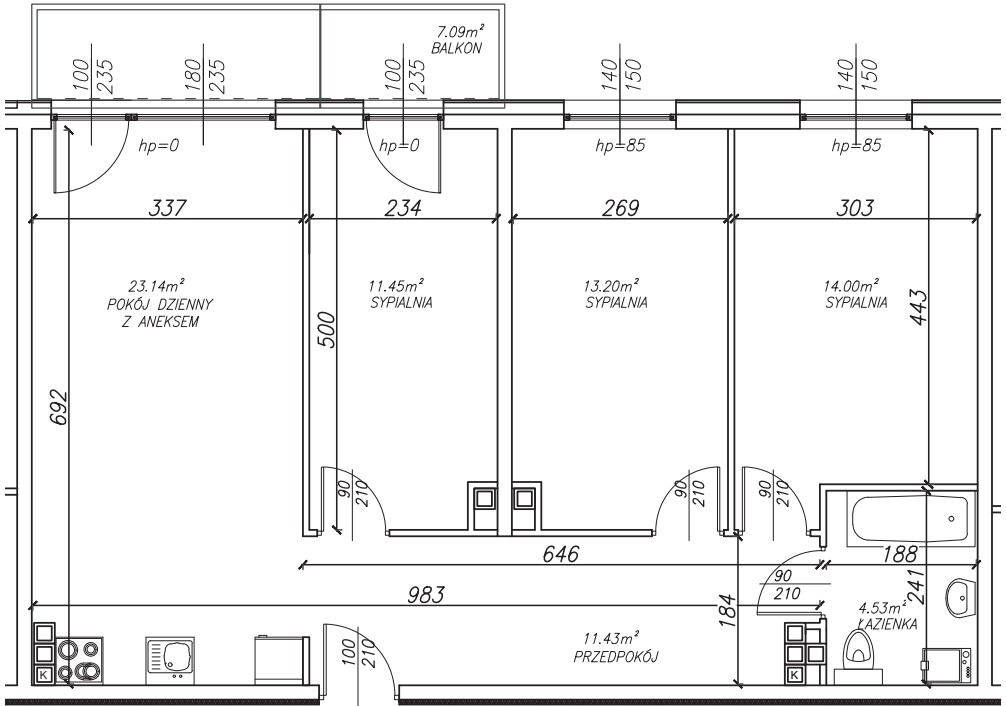 7.09m²
BALKON
100
235
180
235
100
235
140
150
140
150
hp=0
hp=0
hp=85
hp=85
337
234
269
303
23.14m²
POKÓJ DZIENNY
Z ANEKSEM
11.45m²
SYPIALNIA
13.20m²
SYPIALNIA
14.00m²
SYPIALNIA
500
443
692
90
210
90
210
90
210
646
188
90
210
983
184
241
4.53m²
ŁAZIENKA
11.43m²
PRZEDPOKÓJ
100
210
K
K